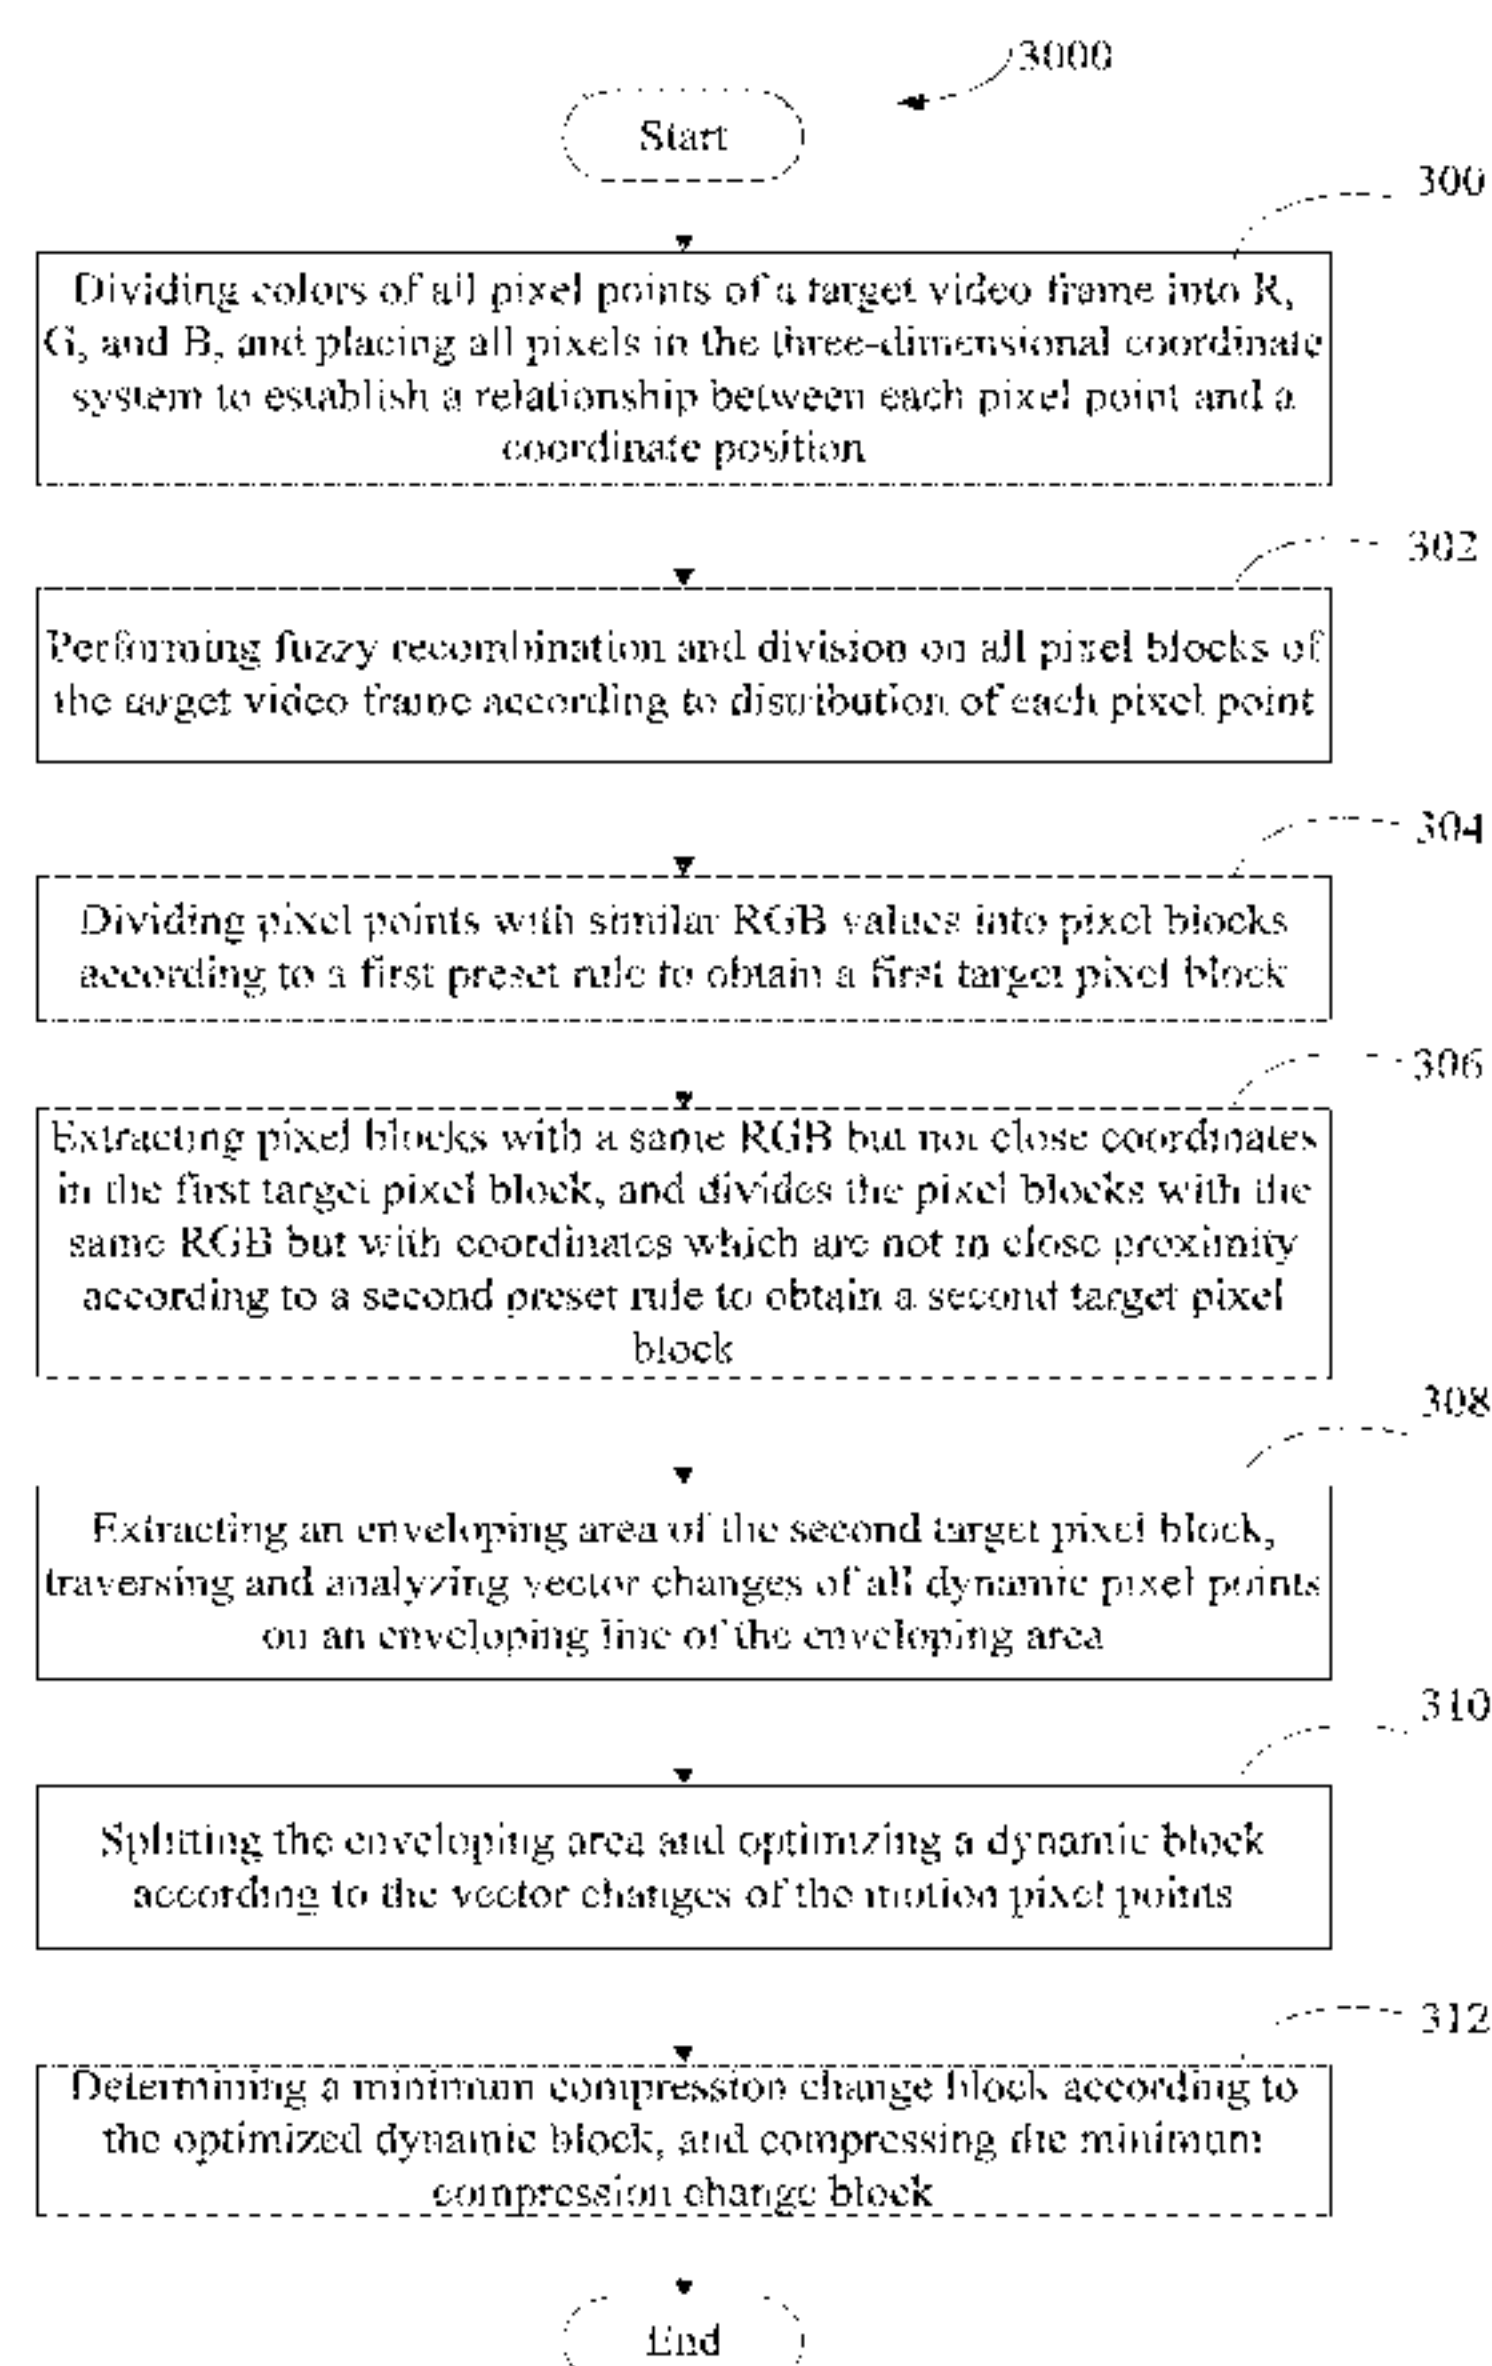 3000
Start
300
Dividing colors of all pixel points of a target video frame into R,
G, and B, and placing all pixels in the three-dimensional coordinate
system to establish a relationship between each pixel point and a
coordinate position
302
Performing fuzzy recombination and division on all pixel blocks of
the target video frame according to distribution of each pixel point
304
Dividing pixel points with similar RGB values into pixel blocks
according to a first preset rule to obtain a first target pixel block
306
Extracting pixel blocks with a same RGB but not close coordinates
in the first target pixel block, and divides the pixel blocks with the
same RGB but with coordinates which are not in close proximity
according to a second preset rule to obtain a second target pixel
block
308
Extracting an enveloping area of the second target pixel block,
traversing and analyzing vector changes of all dynamic pixel points
on an enveloping line of the enveloping area
310
Splitting the enveloping area and optimizing a dynamic block
according to the vector changes of the motion pixel points
312
Determining a minimum compression change block according to
the optimized dynamic block, and compressing the minimum
compression change block
End